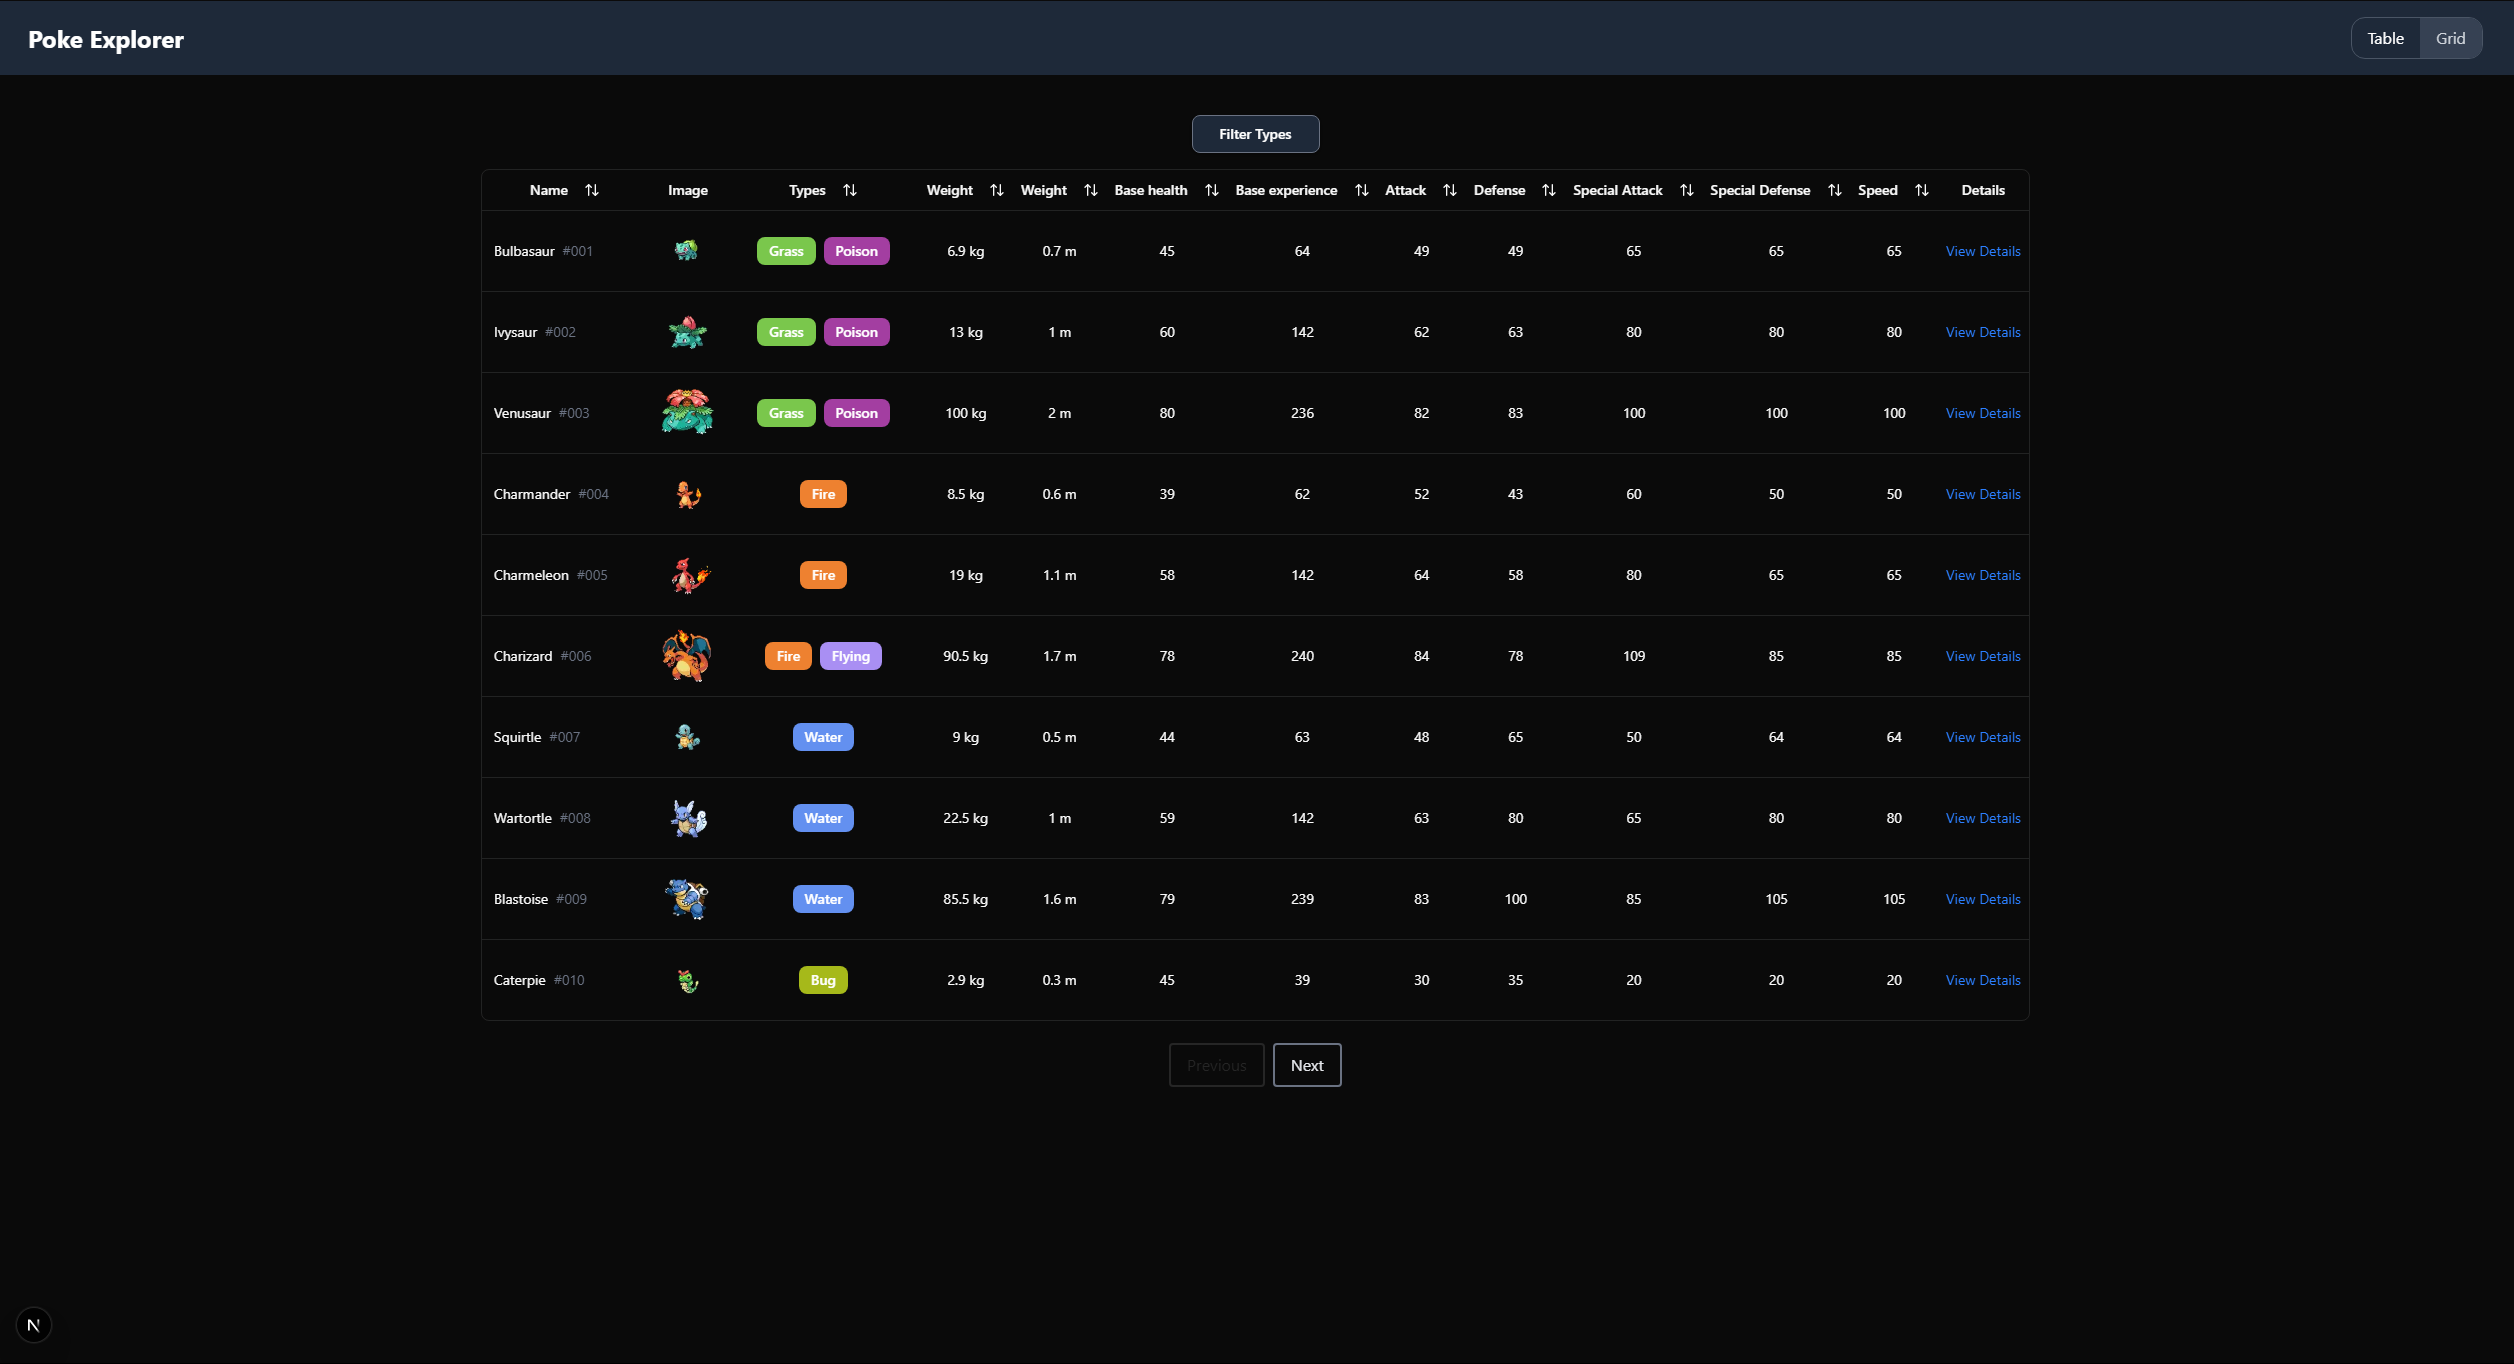 Poke Explorer Table Grid
Filter Types
Name Image Types Weight Weight Base health Base experience Attack Defense Special Attack Special Defense Speed Details
Bulbasaur #001 Grass Poison 6.9 kg 0.7 m 45 64 49 49 65 65 65 View Details
Ivysaur #002 Grass Poison 13 kg 1 m 60 142 62 63 80 80 80 View Details
Venusaur #003 Grass Poison 100 kg 2 m 80 236 82 83 100 100 100 View Details
Charmander #004 Fire 8.5 kg 0.6 m 39 62 52 43 60 50 50 View Details
Charmeleon #005 Fire 19 kg 1.1 m 58 142 64 58 80 65 65 View Details
Charizard #006 Fire Flying 90.5 kg 1.7 m 78 240 84 78 109 85 85 View Details
Squirtle #007 Water 9 kg 0.5 m 44 63 48 65 50 64 64 View Details
Wartortle #008 Water 22.5 kg 1 m 59 142 63 80 65 80 80 View Details
Blastoise #009 Water 85.5 kg 1.6 m 79 239 83 100 85 105 105 View Details
Caterpie #010 Bug 2.9 kg 0.3 m 45 39 30 35 20 20 20 View Details
Previous Next
N